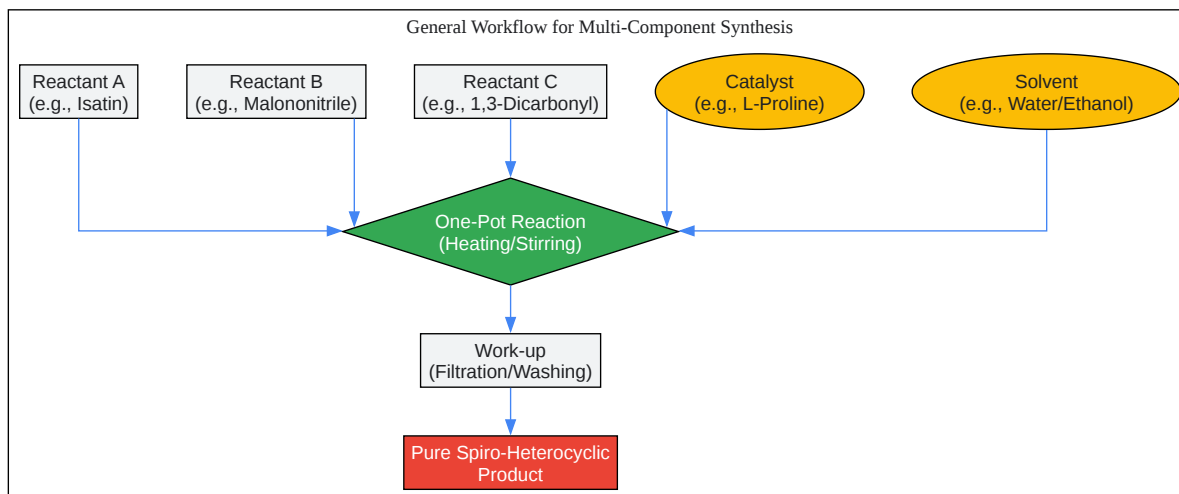 General Workflow for Multi-Component Synthesis
Reactant A
(e.g., Isatin)
Reactant B
(e.g., Malononitrile)
Reactant C
(e.g., 1,3-Dicarbonyl)
Catalyst
(e.g., L-Proline)
Solvent
(e.g., Water/Ethanol)
One-Pot Reaction
(Heating/Stirring)
Work-up
(Filtration/Washing)
Pure Spiro-Heterocyclic
Product